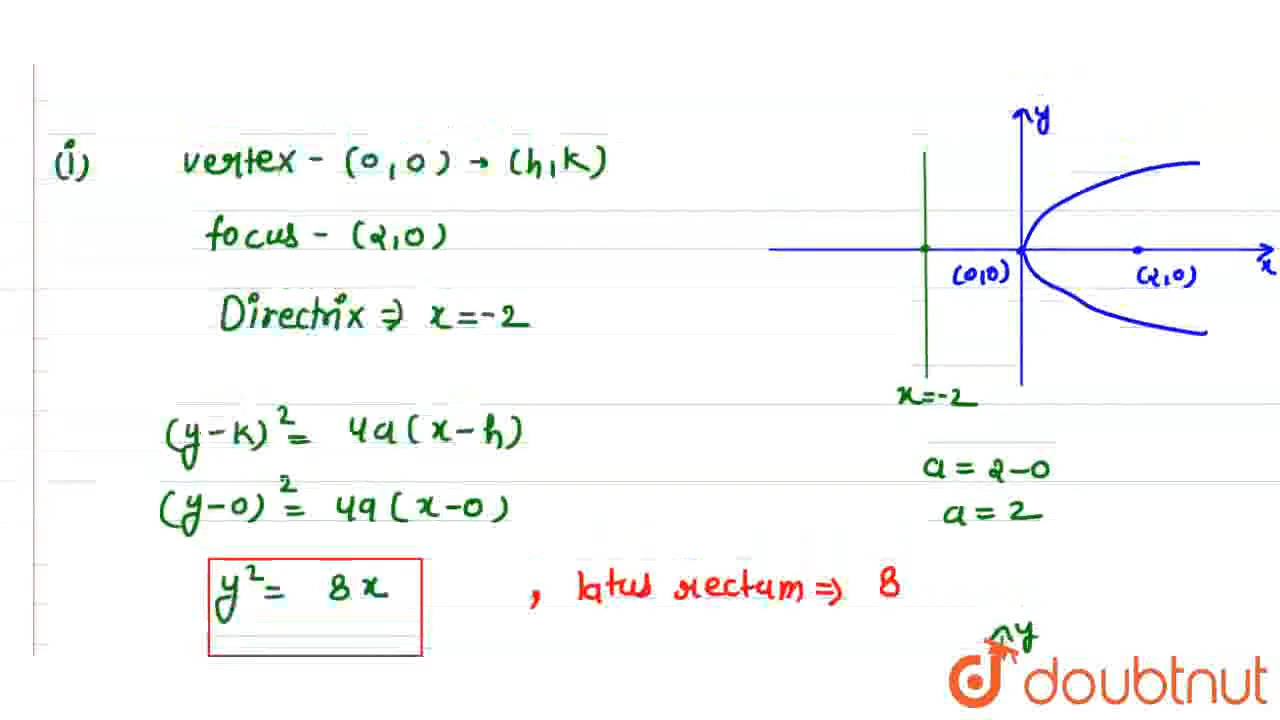 (i) vertex - (0,0) → (h,k)
focus - (2,0)
Directrix ⇒ x = -2
(y-k)² = 4a(x-h)
(y-0)² = 4a(x-0)
y² = 8x , latus rectum ⇒ 8
y
(0,0)
(2,0)
x
x = -2
a = 2-0
a = 2
y
doubtnut